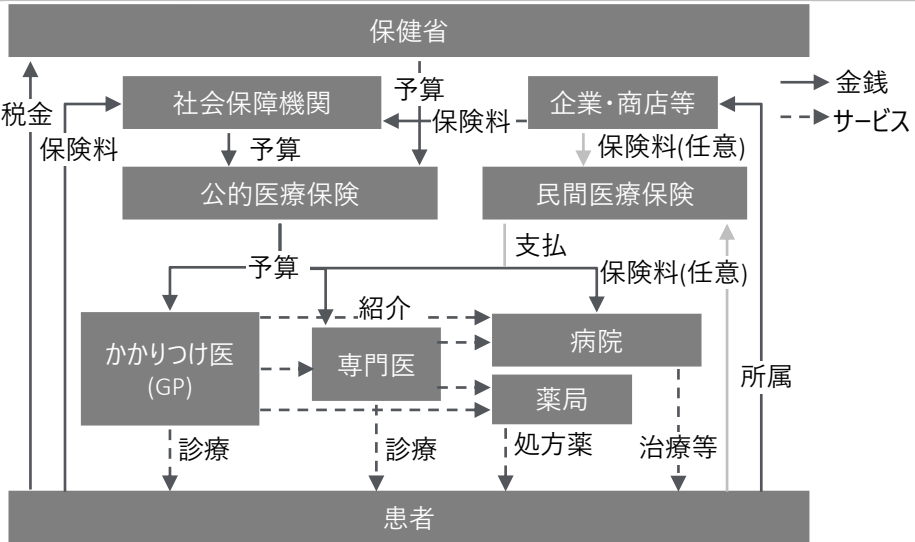 保健省
予算
金銭
サービス
税金
社会保障機関
保険料
企業・商店等
保険料
予算
保険料(任意)
公的医療保険
民間医療保険
支払
予算
保険料(任意)
紹介
かかりつけ医
(GP)
専門医
病院
所属
薬局
診療
診療
処方薬
治療等
患者